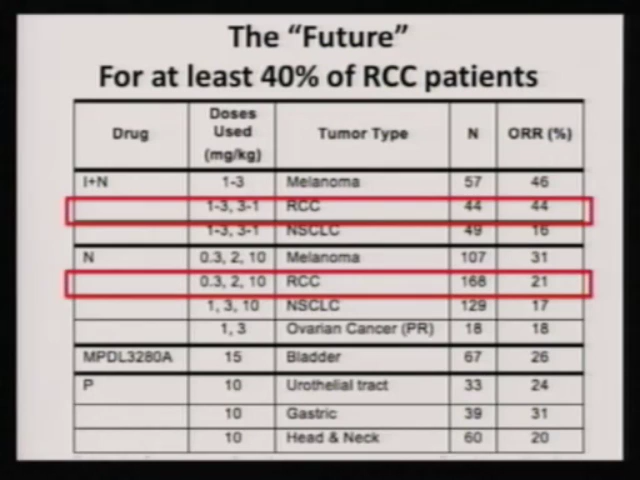 The “Future”
For at least 40% of RCC patients
Drug Doses Used (mg/kg) Tumor Type N ORR (%)
I+N 1-3 Melanoma 57 46
1-3, 3-1 RCC 44 44
1-3, 3-1 NSCLC 49 16
N 0.3, 2, 10 Melanoma 107 31
0.3, 2, 10 RCC 168 21
1, 3, 10 NSCLC 129 17
1, 3 Ovarian Cancer (PR) 18 18
MPDL3280A 15 Bladder 67 26
P 10 Urothelial tract 33 24
10 Gastric 39 31
10 Head & Neck 60 20